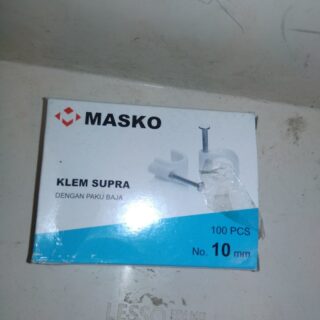 MASKO
KLEM SUPRA
DENGAN PAKU BAJA
100 PCS
No. 10 mm